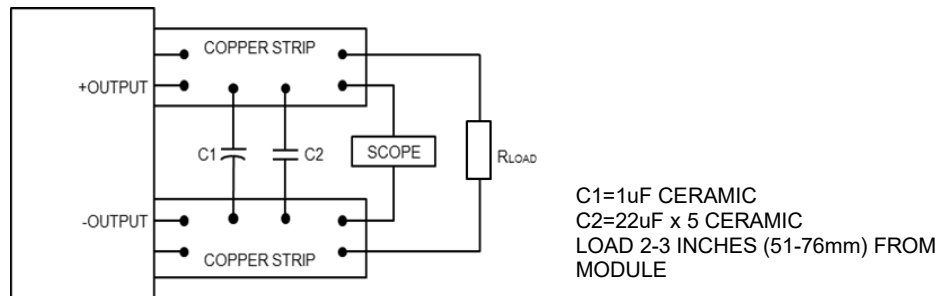 COPPER STRIP
+OUTPUT
C1
C2
SCOPE
RLOAD
-OUTPUT
COPPER STRIP
C1=1uF CERAMIC
C2=22uF x 5 CERAMIC
LOAD 2-3 INCHES (51-76mm) FROM
MODULE